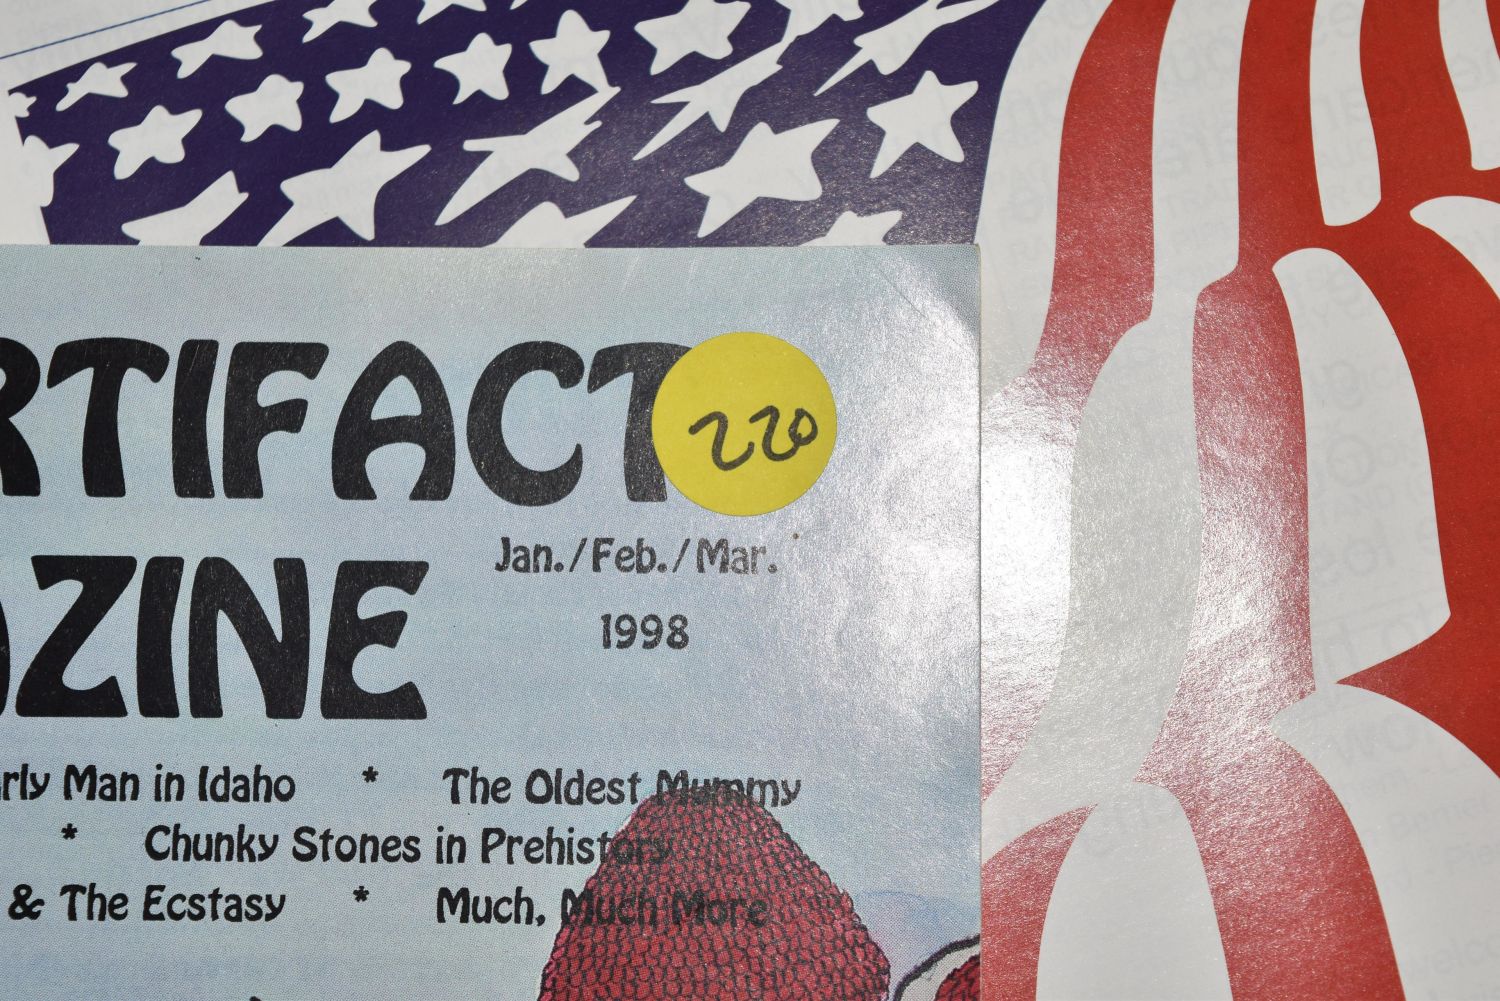 RTIFACT
220
Jan./Feb./Mar.
AZINE
1998
rly Man in Idaho * The Oldest Mummy
* Chunky Stones in Prehistory
& The Ecstasy * Much, Much More